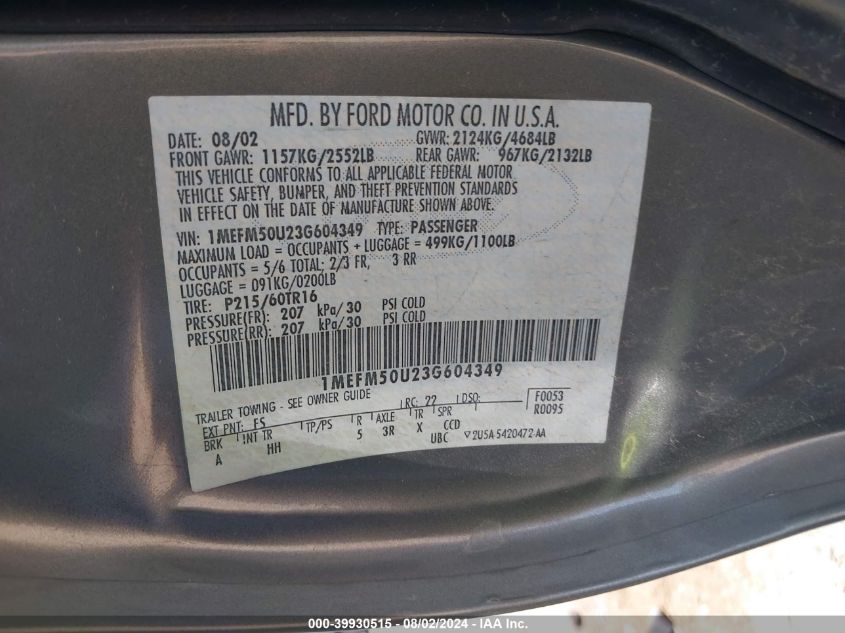 MFD. BY FORD MOTOR CO. IN U.S.A.
DATE: 08/02 GVWR: 2124KG/4684LB
FRONT GAWR: 1157KG/2552LB REAR GAWR: 967KG/2132LB
THIS VEHICLE CONFORMS TO ALL APPLICABLE FEDERAL MOTOR
VEHICLE SAFETY, BUMPER, AND THEFT PREVENTION STANDARDS
IN EFFECT ON THE DATE OF MANUFACTURE SHOWN ABOVE.
VIN: 1MEFM50U23G604349 TYPE: PASSENGER
MAXIMUM LOAD = OCCUPANTS + LUGGAGE = 499KG/1100LB
OCCUPANTS = 5/6 TOTAL; 2/3 FR, 3 RR
LUGGAGE = 091KG/0200LB
TIRE: P215/60TR16
PRESSURE(FR): 207 kPa/30 PSI COLD
PRESSURE(RR): 207 kPa/30 PSI COLD
1MEFM50U23G604349
TRAILER TOWING - SEE OWNER GUIDE
EXT PNT: FS RC: 22 DSO: F0053
BRK INT TR TP/PS R AXLE TR SPR R0095
A HH 5 3R X CCD
UBC 2U5A-5420472-AA
000-39930515 - 08/02/2024 - IAA Inc.